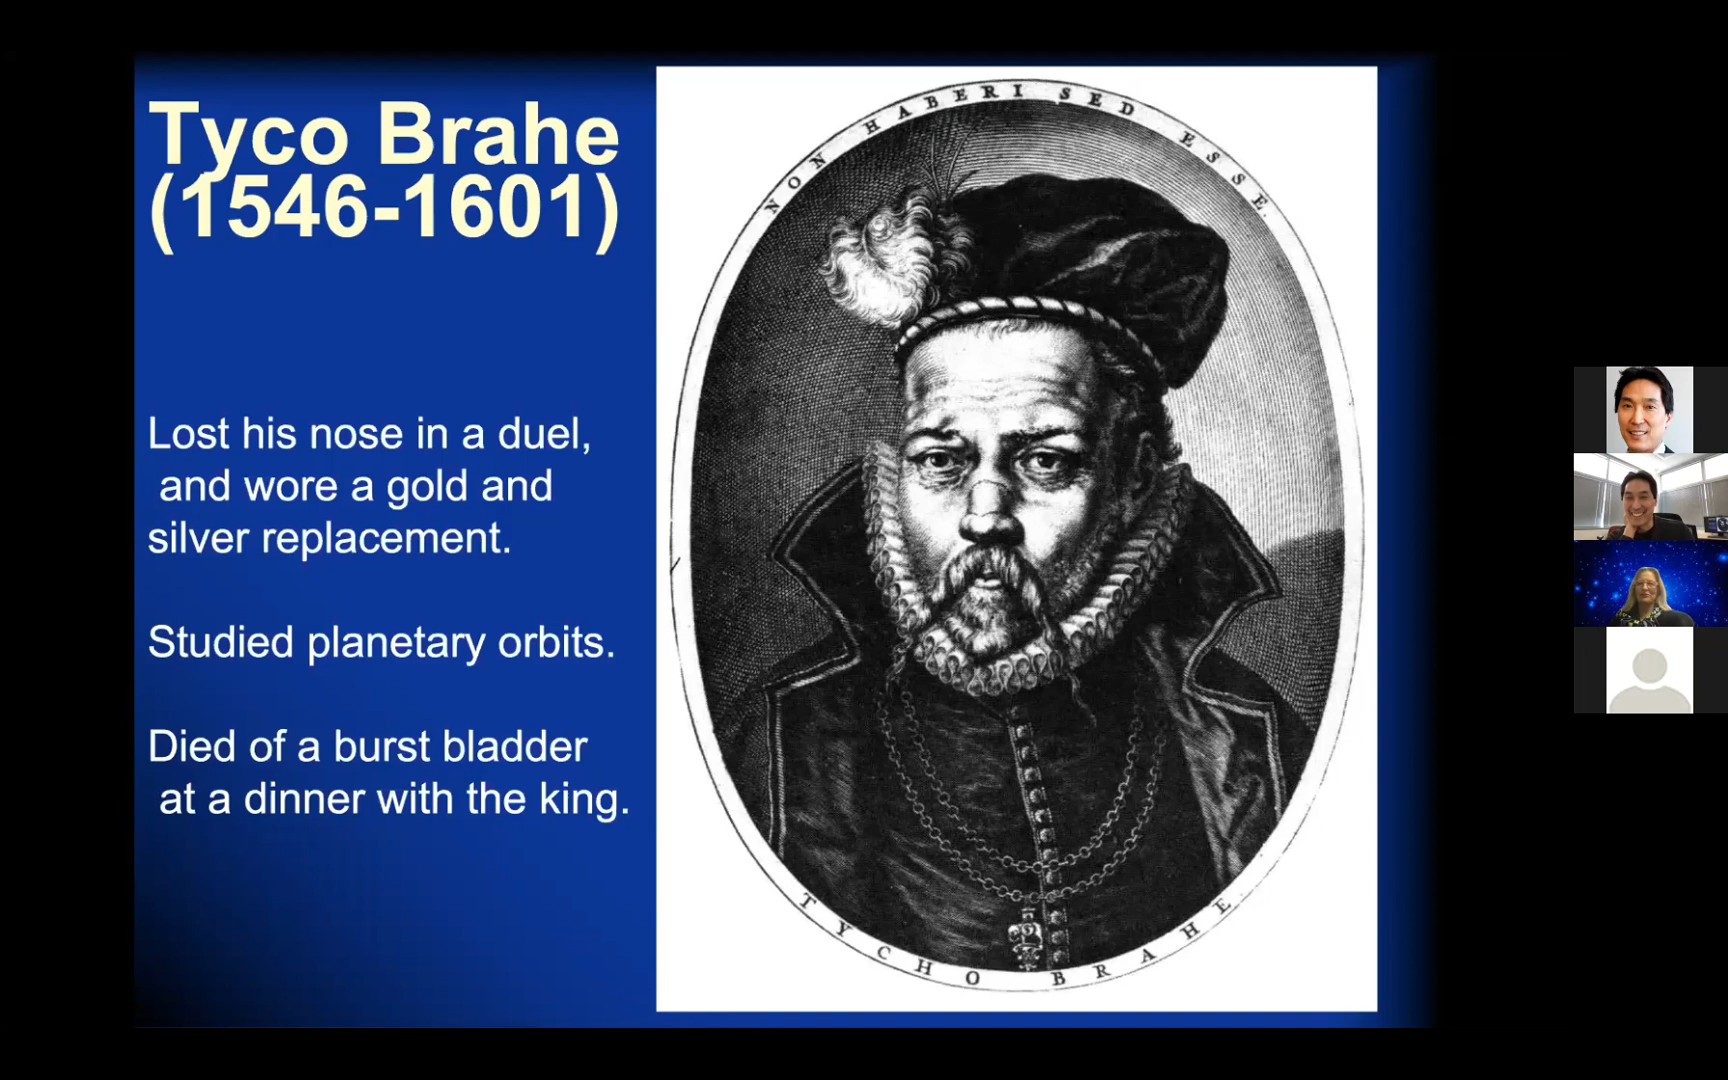 Tyco Brahe
(1546-1601)
Lost his nose in a duel,
and wore a gold and
silver replacement.
Studied planetary orbits.
Died of a burst bladder
at a dinner with the king.
NON HABERI SED ESSE.
TYCHO BRAHE